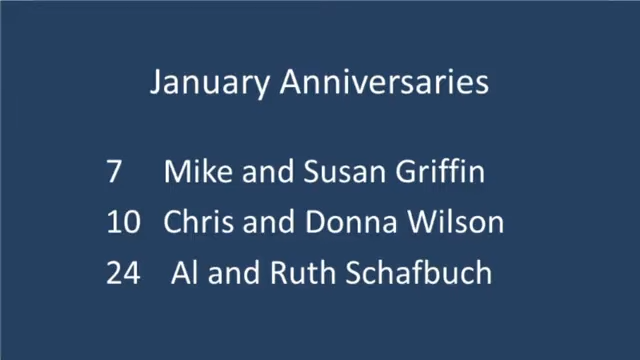 January Anniversaries
7 Mike and Susan Griffin
10 Chris and Donna Wilson
24 Al and Ruth Schafbuch